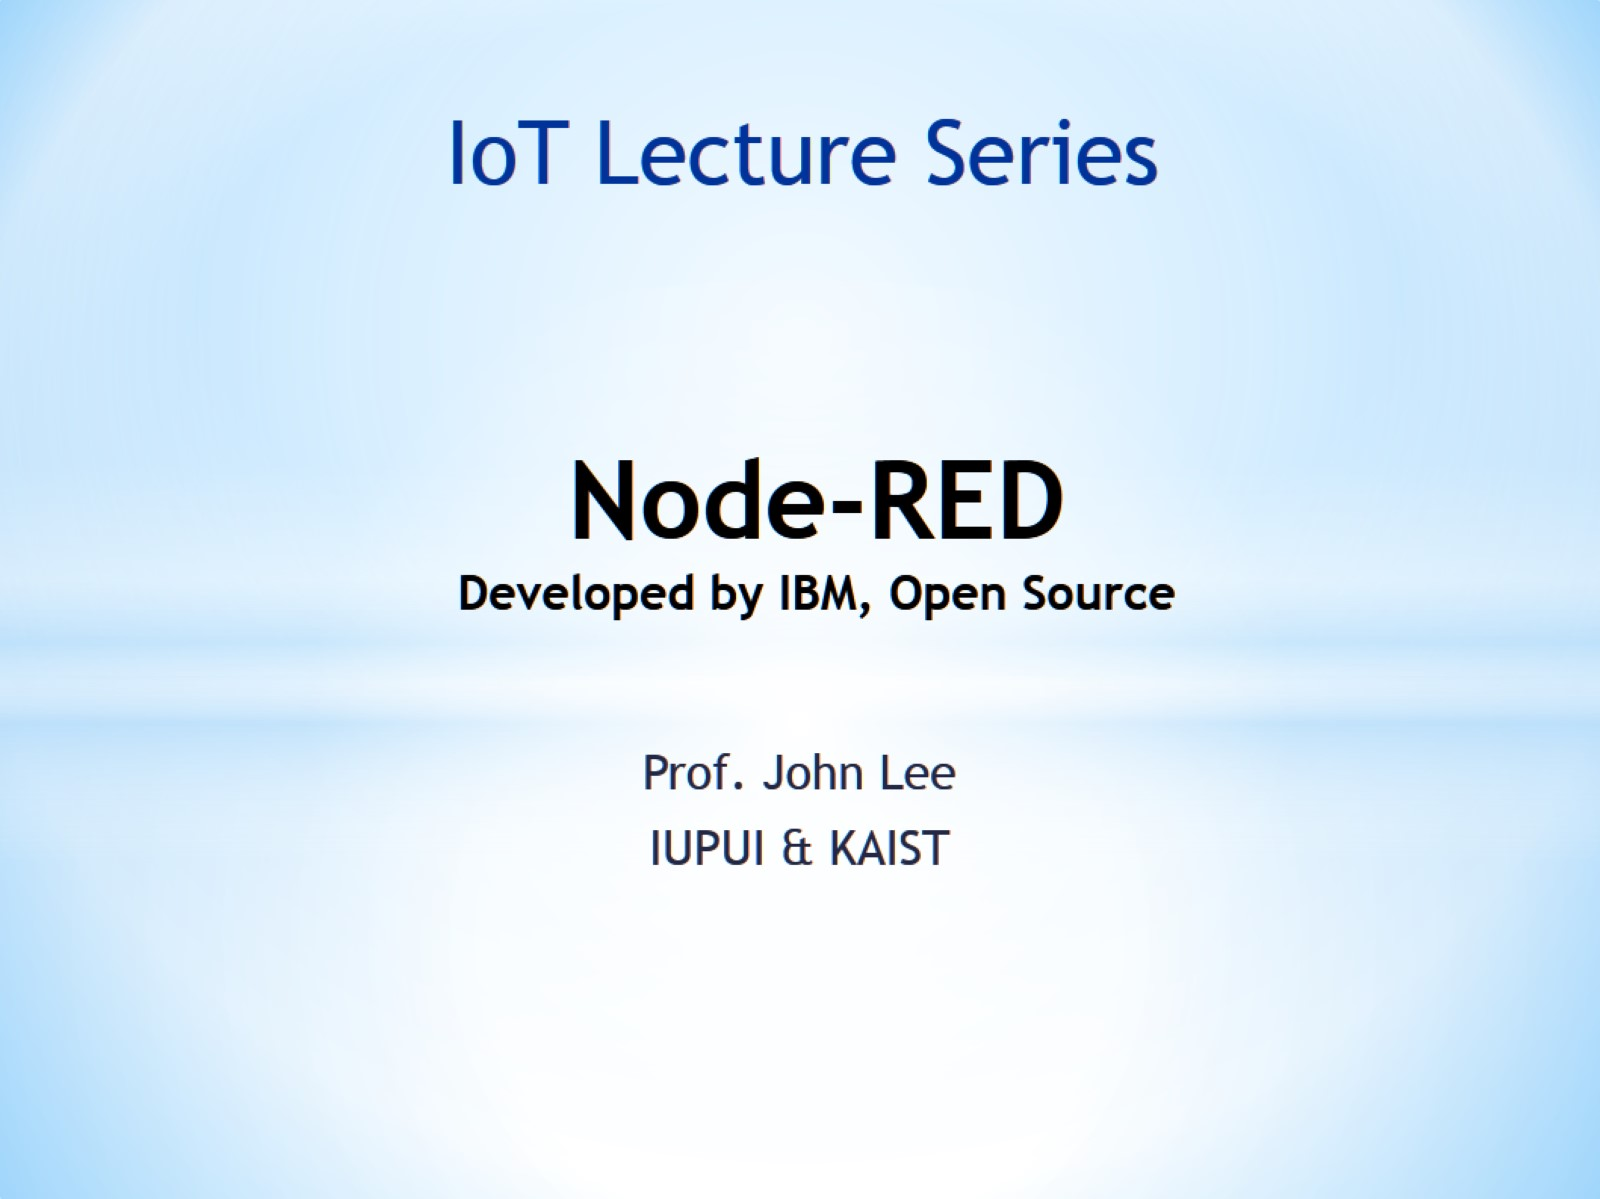 IoT Lecture Series
Node-RED
Developed by IBM, Open Source
Prof. John Lee
IUPUI & KAIST